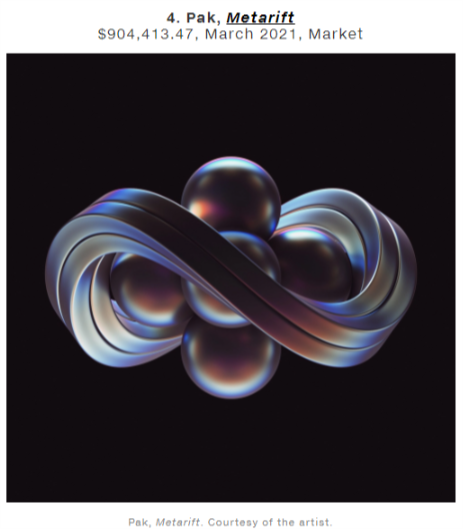 4. Pak, Metarift
$904,413.47, March 2021, Market
Pak, Metarift. Courtesy of the artist.